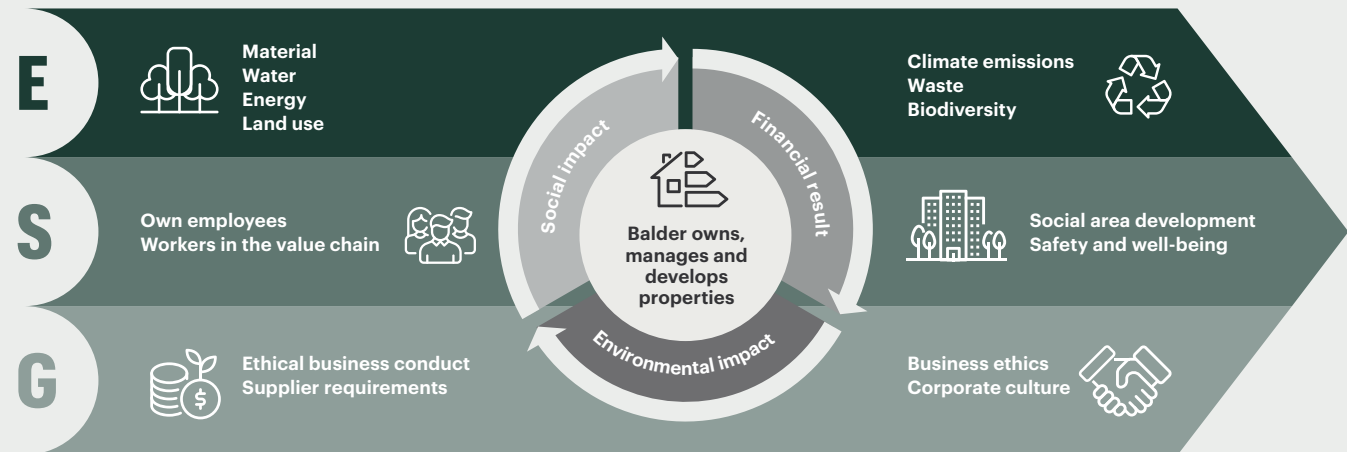 E
Material
Water
Energy
Land use
Climate emissions
Waste
Biodiversity
S
Own employees
Workers in the value chain
Social impact
Financial result
Environmental impact
Balder owns,
manages and
develops
properties
Social area development
Safety and well-being
G
Ethical business conduct
Supplier requirements
$
Business ethics
Corporate culture